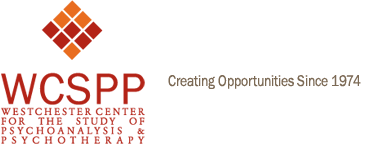 WCSPP
WESTCHESTER CENTER
FOR THE STUDY OF
PSYCHOANALYSIS &
PSYCHOTHERAPY
Creating Opportunities Since 1974